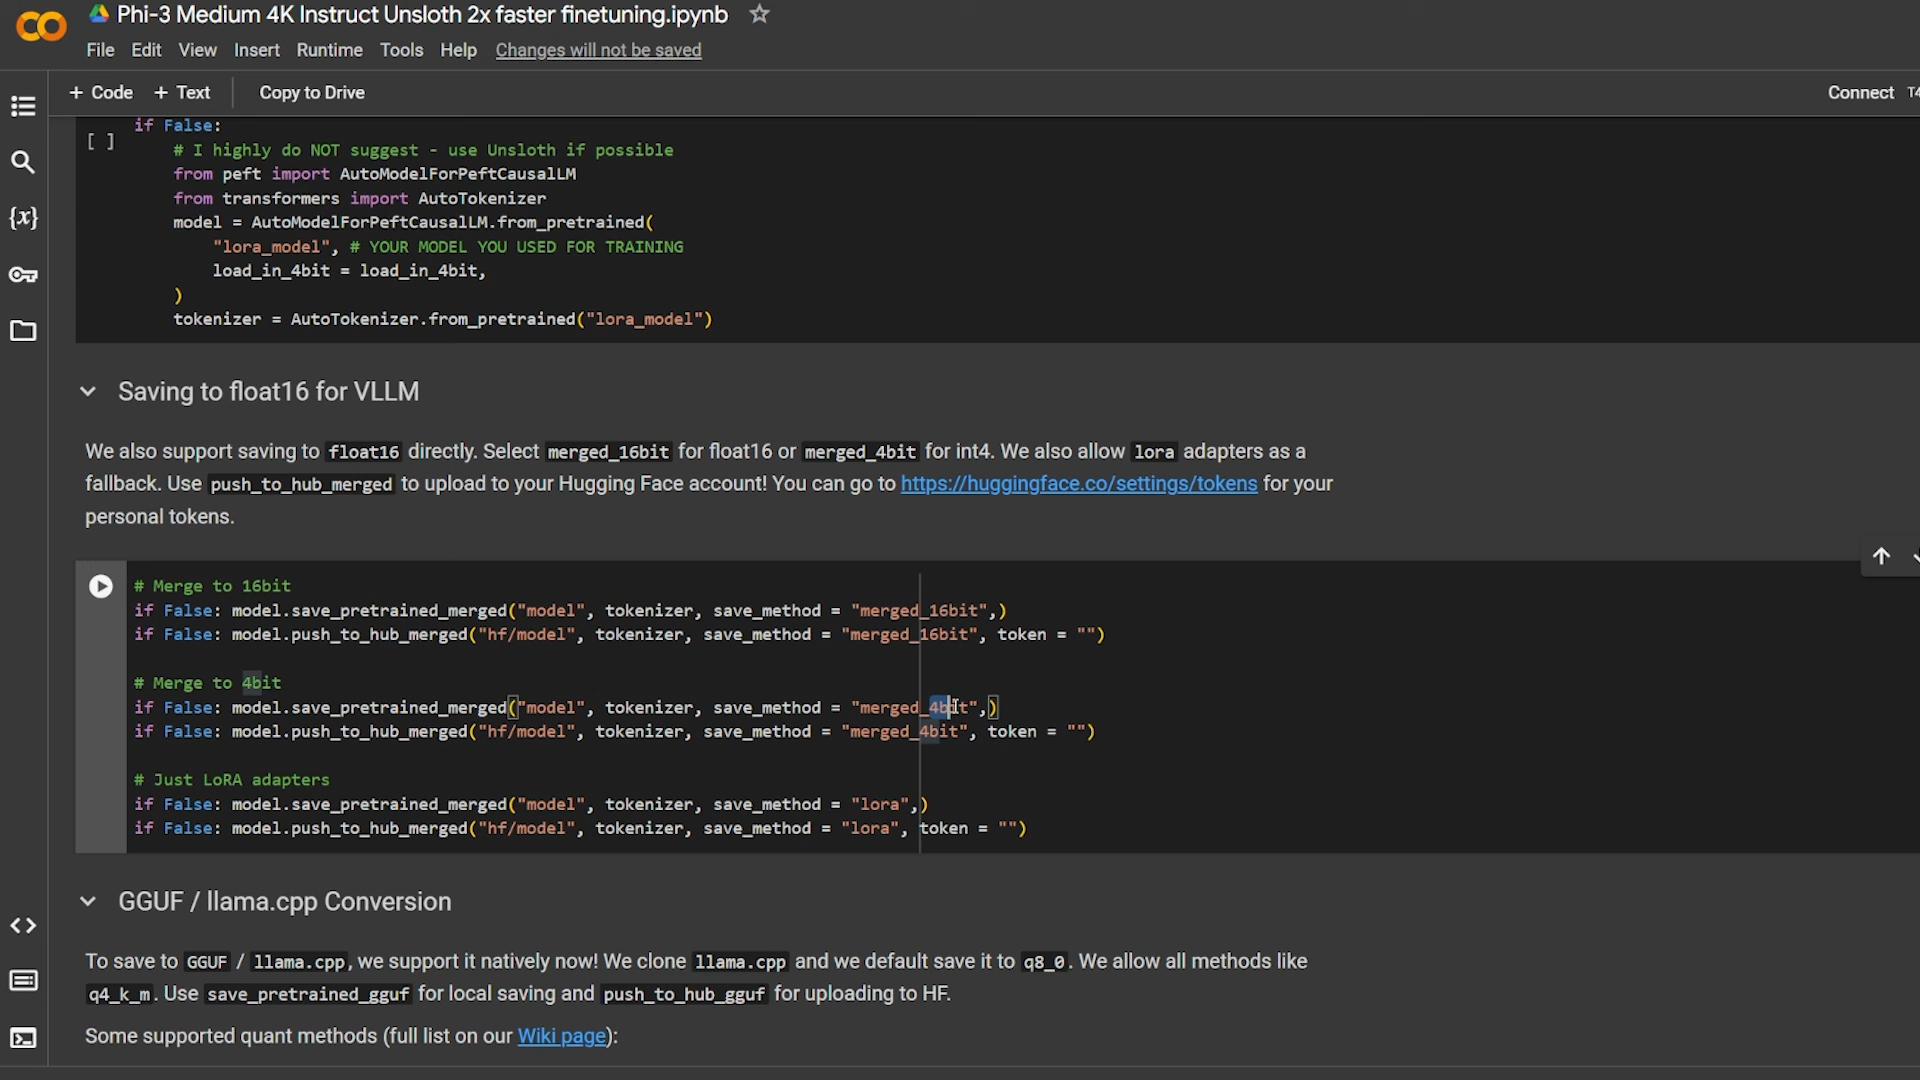 Phi-3 Medium 4K Instruct Unsloth 2x faster finetuning.ipynb
File Edit View Insert Runtime Tools Help Changes will not be saved
+ Code + Text Copy to Drive Connect T4
[ ] if False:
# I highly do NOT suggest - use Unsloth if possible
from peft import AutoModelForPeftCausalLM
from transformers import AutoTokenizer
model = AutoModelForPeftCausalLM.from_pretrained(
"lora_model", # YOUR MODEL YOU USED FOR TRAINING
load_in_4bit = load_in_4bit,
)
tokenizer = AutoTokenizer.from_pretrained("lora_model")
Saving to float16 for VLLM
We also support saving to float16 directly. Select merged_16bit for float16 or merged_4bit for int4. We also allow lora adapters as a
fallback. Use push_to_hub_merged to upload to your Hugging Face account! You can go to https://huggingface.co/settings/tokens for your
personal tokens.
# Merge to 16bit
if False: model.save_pretrained_merged("model", tokenizer, save_method = "merged_16bit",)
if False: model.push_to_hub_merged("hf/model", tokenizer, save_method = "merged_16bit", token = "")
# Merge to 4bit
if False: model.save_pretrained_merged("model", tokenizer, save_method = "merged_4bit",)
if False: model.push_to_hub_merged("hf/model", tokenizer, save_method = "merged_4bit", token = "")
# Just LoRA adapters
if False: model.save_pretrained_merged("model", tokenizer, save_method = "lora",)
if False: model.push_to_hub_merged("hf/model", tokenizer, save_method = "lora", token = "")
GGUF / llama.cpp Conversion
To save to GGUF / llama.cpp, we support it natively now! We clone llama.cpp and we default save it to q8_0. We allow all methods like
q4_k_m. Use save_pretrained_gguf for local saving and push_to_hub_gguf for uploading to HF.
Some supported quant methods (full list on our Wiki page):